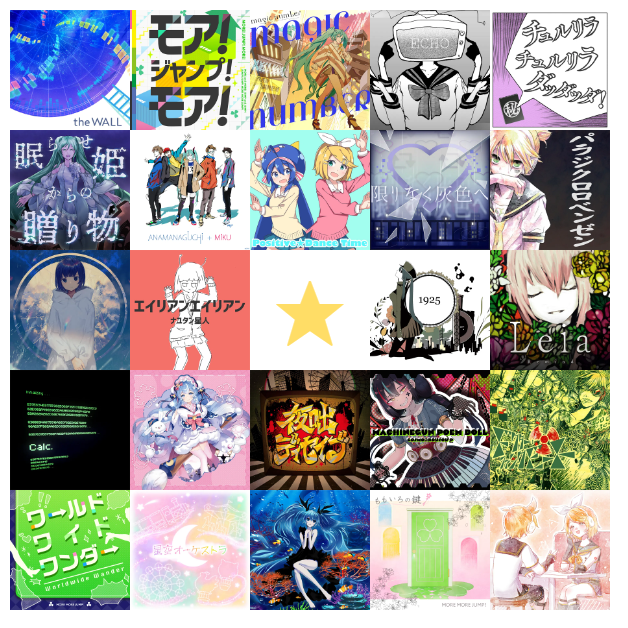 the WALL
モア!
ジャンプ!
モア!
magic number
magic
number
ECHO
チュルリラ
チュルリラ
ダッダッダ!
秘
眠らせ姫
からの
贈り物
ANAMANAGUCHI + MIKU
Positive☆Dance Time
限りなく灰色へ
パラジクロロベンゼン
エイリアンエイリアン
ナユタン星人
1925
Leia
Calc.
夜咄
ディセイブ
MACHINEGUN POEM DOLL
ワールド
ワイド
ワンダー
Worldwide Wander
MORE MORE JUMP!
星空オーケストラ
ももいろの鍵
MORE MORE JUMP!